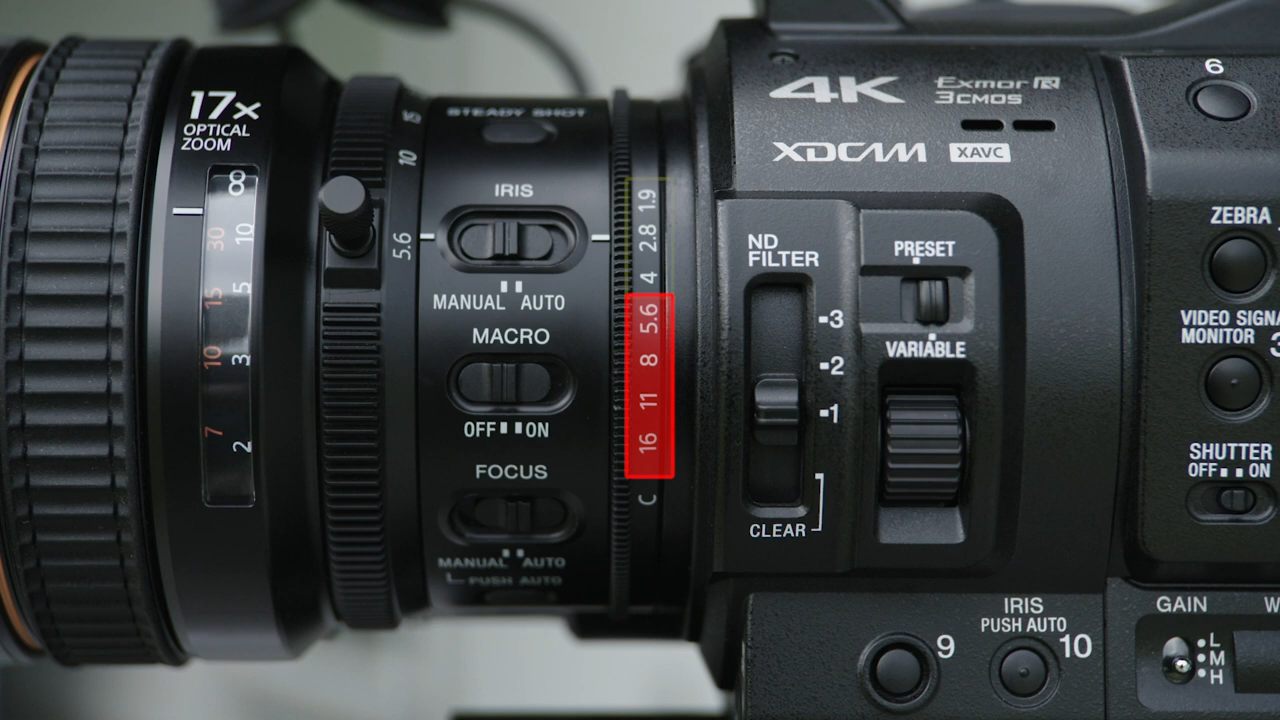 17x
OPTICAL
ZOOM
∞
30
10
15
5
10
3
7
2
15
10
5.6
STEADY SHOT
IRIS
MANUAL AUTO
MACRO
OFF ON
FOCUS
MANUAL AUTO
PUSH AUTO
1.9
2.8
4
5.6
8
11
16
C
4K
Exmor R
3CMOS
XDCAM
XAVC
ND
FILTER
3
2
1
CLEAR
PRESET
VARIABLE
6
ZEBRA
VIDEO SIGNA
MONITOR
3
SHUTTER
OFF ON
9
IRIS
PUSH AUTO
10
GAIN
L
M
H
W